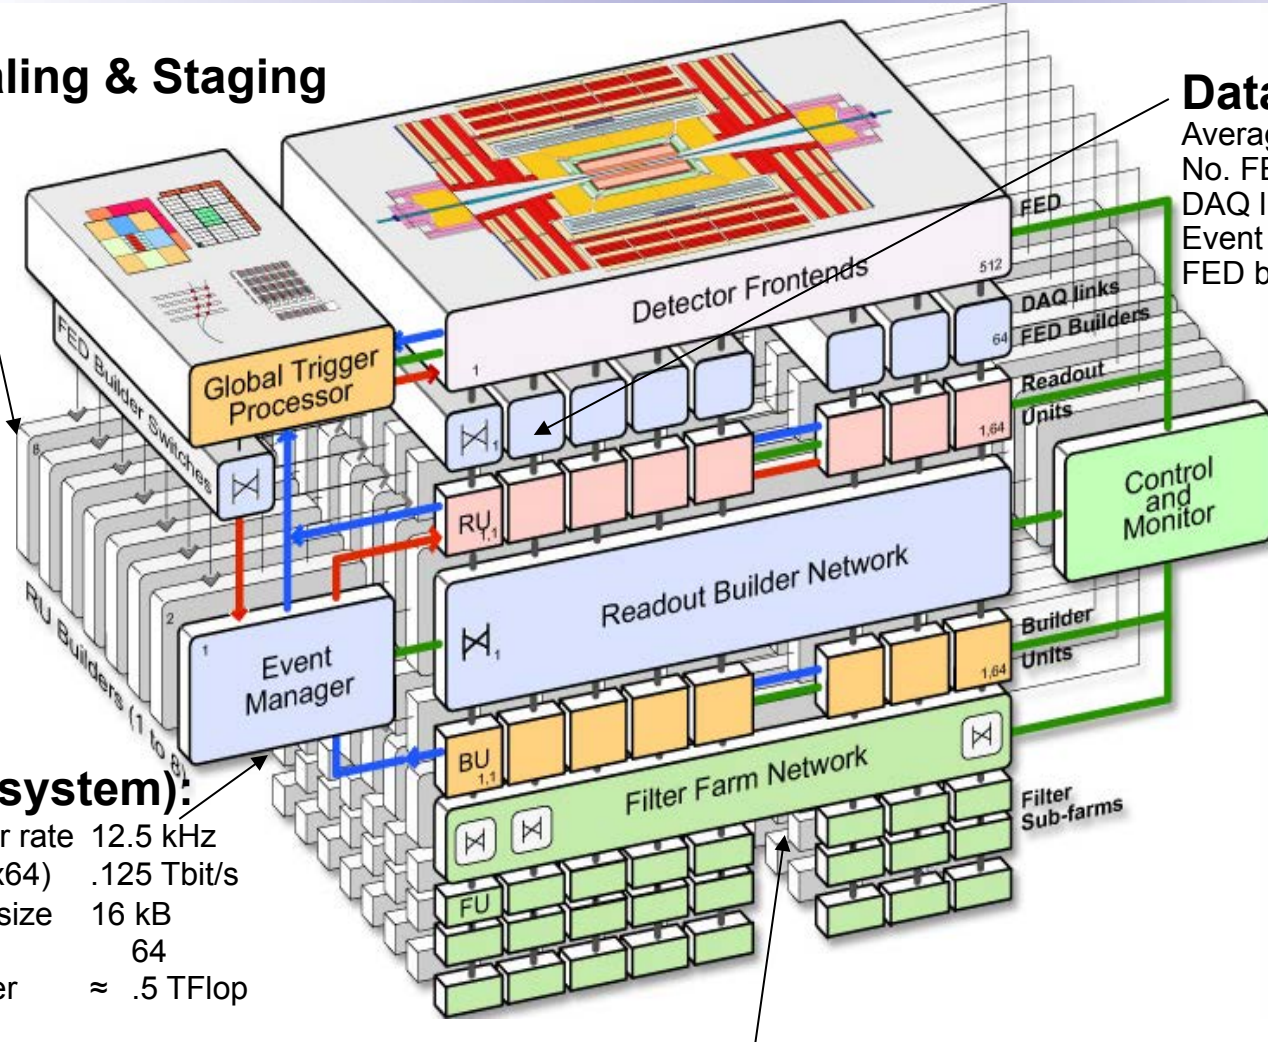 aling & Staging
Data
Averag
No. FE
DAQ l
Event
FED b
FED
512
Detector Frontends
1
DAQ links
64
FED Builders
Global Trigger
Processor
FED Builder Switches
1
Readout
Units
1,64
8
RU
1,1
Control
and
Monitor
Readout Builder Network
1
RU Builders (1 to 8)
2
1
Event
Manager
Builder
Units
1,64
BU
1,1
Filter Farm Network
Filter
Sub-farms
FU
system):
r rate 12.5 kHz
x64) .125 Tbit/s
size 16 kB
64
er ≈ .5 TFlop